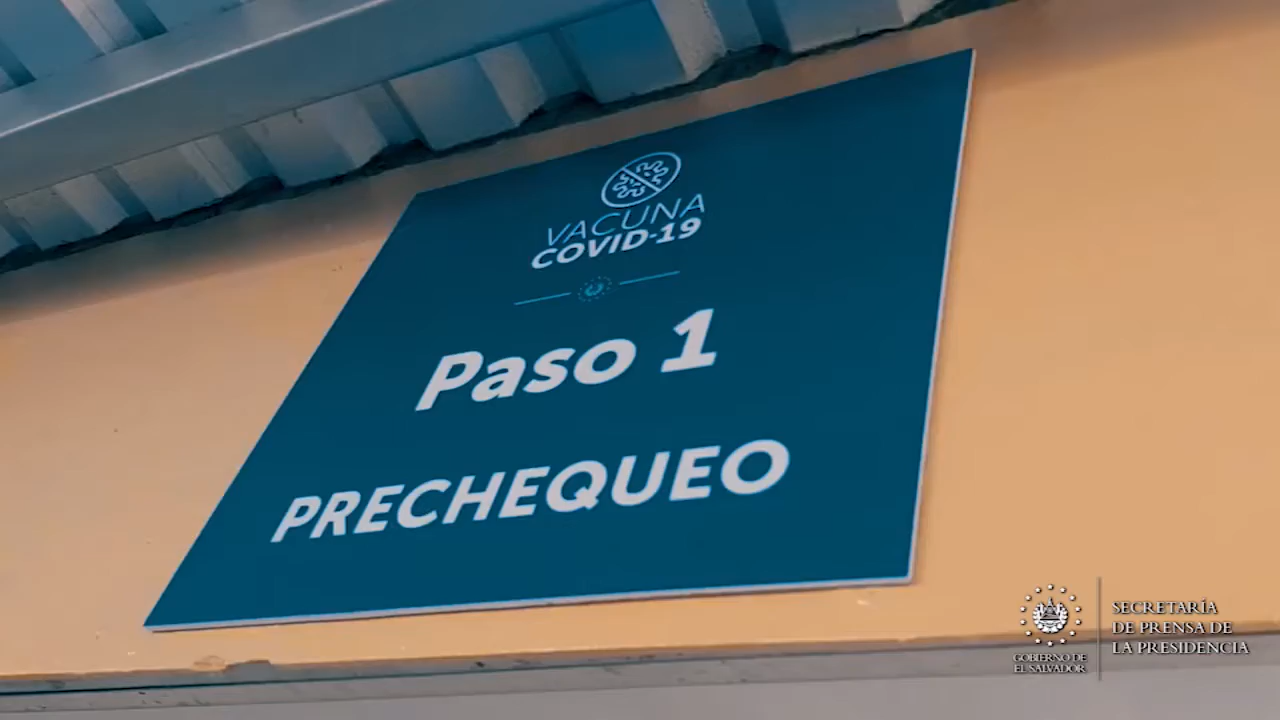 VACUNA
COVID-19
Paso 1
PRECHEQUEO
GOBIERNO DE
EL SALVADOR
SECRETARÍA
DE PRENSA DE
LA PRESIDENCIA